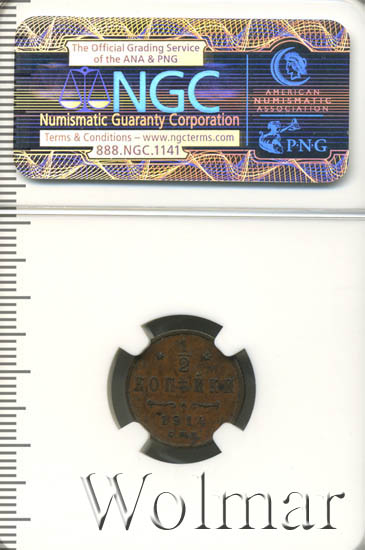 The Official Grading Service
of the ANA & PNG
NGC
Numismatic Guaranty Corporation
Terms & Conditions – www.ngcterms.com
888.NGC.1141
AMERICAN
NUMISMATIC
ASSOCIATION
PNG
1/2
КОПѢЙКИ
1914
С.П.Б.
Wolmar